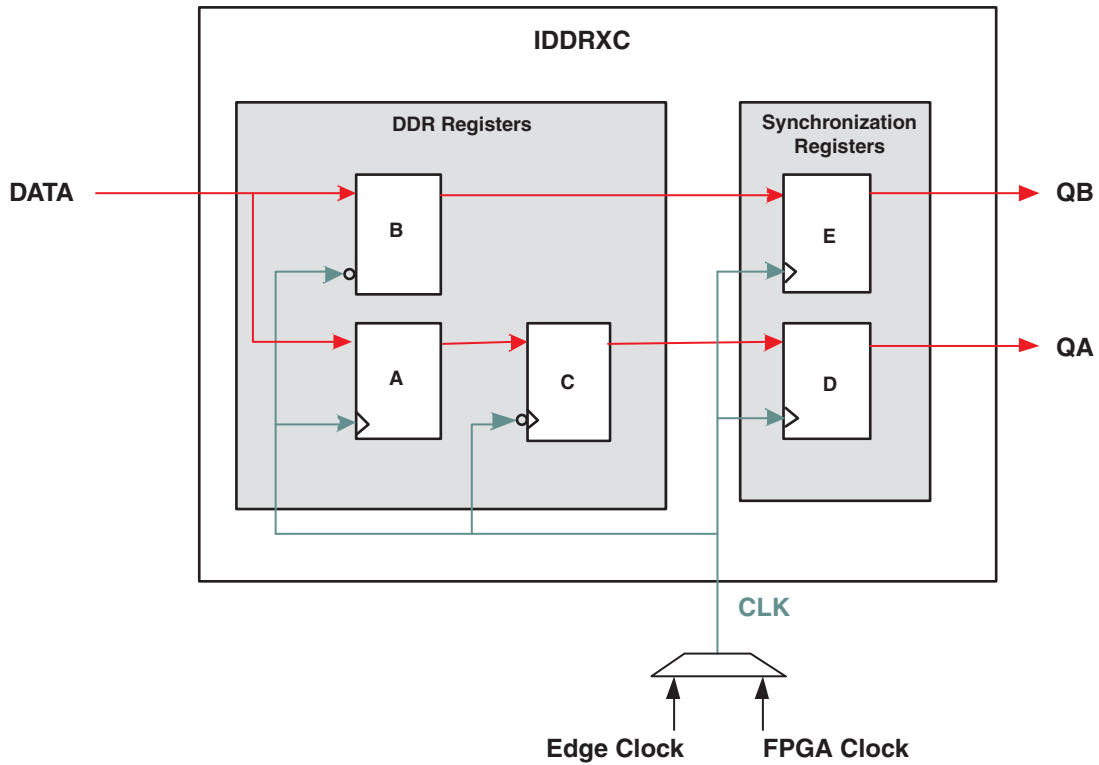 IDDRXC
DDR Registers
Synchronization
Registers
DATA
B
E
QB
A
C
D
QA
CLK
Edge Clock
FPGA Clock